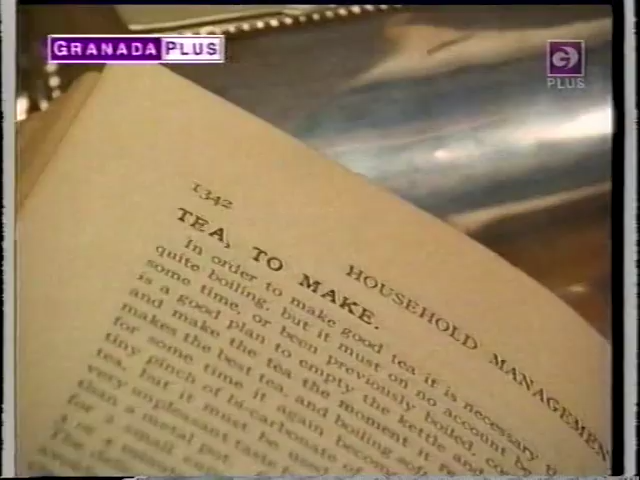 GRANADA PLUS
G
PLUS
1342
HOUSEHOLD MANAGEMEN
TEA, TO MAKE.
In order to make good tea it is necessary
quite boiling, but it must on no account
some time, or been previously boiled,
is a good plan to empty the kettle and
and make the tea the moment it
makes the best tea, and boiling
for some time it again
tiny pinch of bi-carbonate of
tea, but it must be used
very unpleasant taste
than a metal pot
for a small